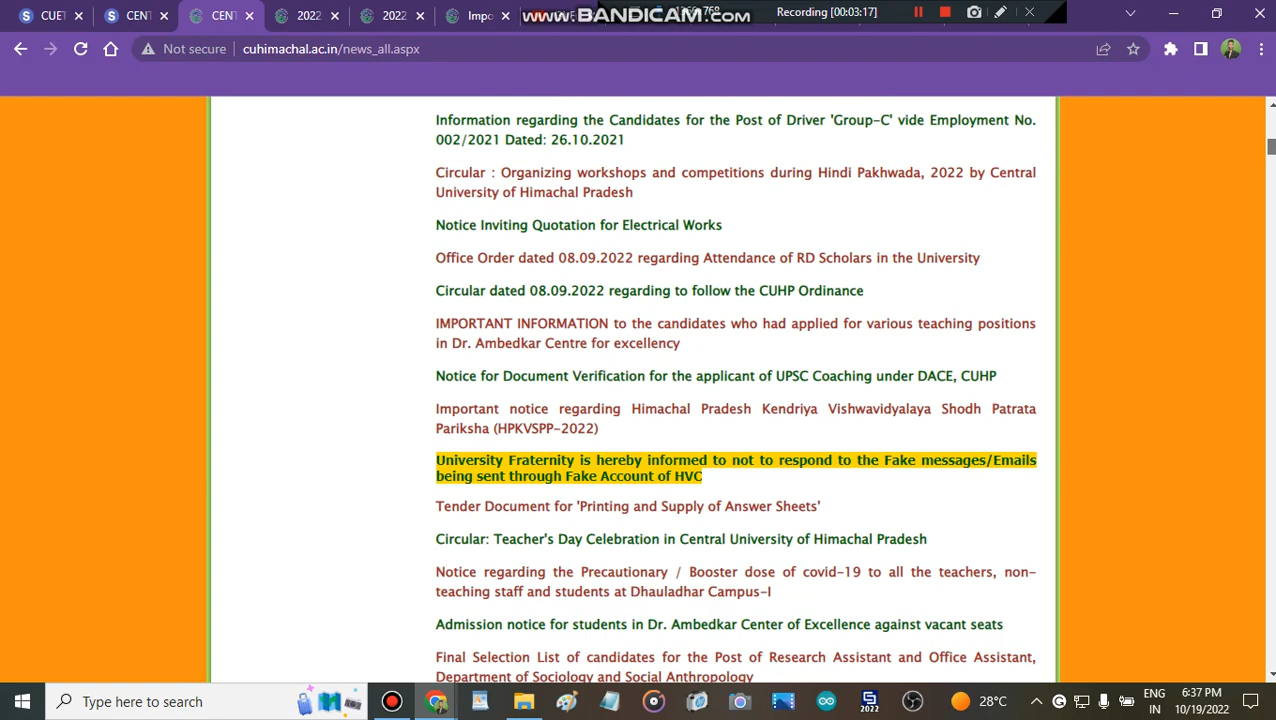 CUET
CENT
CENT
2022
2022
Impo
www.BANDICAM.com
Recording [00:03:17]
Not secure
cuhimachal.ac.in/news_all.aspx
Information regarding the Candidates for the Post of Driver 'Group-C' vide Employment No.
002/2021 Dated: 26.10.2021
Circular : Organizing workshops and competitions during Hindi Pakhwada, 2022 by Central
University of Himachal Pradesh
Notice Inviting Quotation for Electrical Works
Office Order dated 08.09.2022 regarding Attendance of RD Scholars in the University
Circular dated 08.09.2022 regarding to follow the CUHP Ordinance
IMPORTANT INFORMATION to the candidates who had applied for various teaching positions
in Dr. Ambedkar Centre for excellency
Notice for Document Verification for the applicant of UPSC Coaching under DACE, CUHP
Important notice regarding Himachal Pradesh Kendriya Vishwavidyalaya Shodh Patrata
Pariksha (HPKVSPP-2022)
University Fraternity is hereby informed to not to respond to the Fake messages/Emails
being sent through Fake Account of HVC
Tender Document for 'Printing and Supply of Answer Sheets'
Circular: Teacher's Day Celebration in Central University of Himachal Pradesh
Notice regarding the Precautionary / Booster dose of covid-19 to all the teachers, non-
teaching staff and students at Dhauladhar Campus-I
Admission notice for students in Dr. Ambedkar Center of Excellence against vacant seats
Final Selection List of candidates for the Post of Research Assistant and Office Assistant,
Department of Sociology and Social Anthropology
Type here to search
2022
28°C
ENG
IN
6:37 PM
10/19/2022